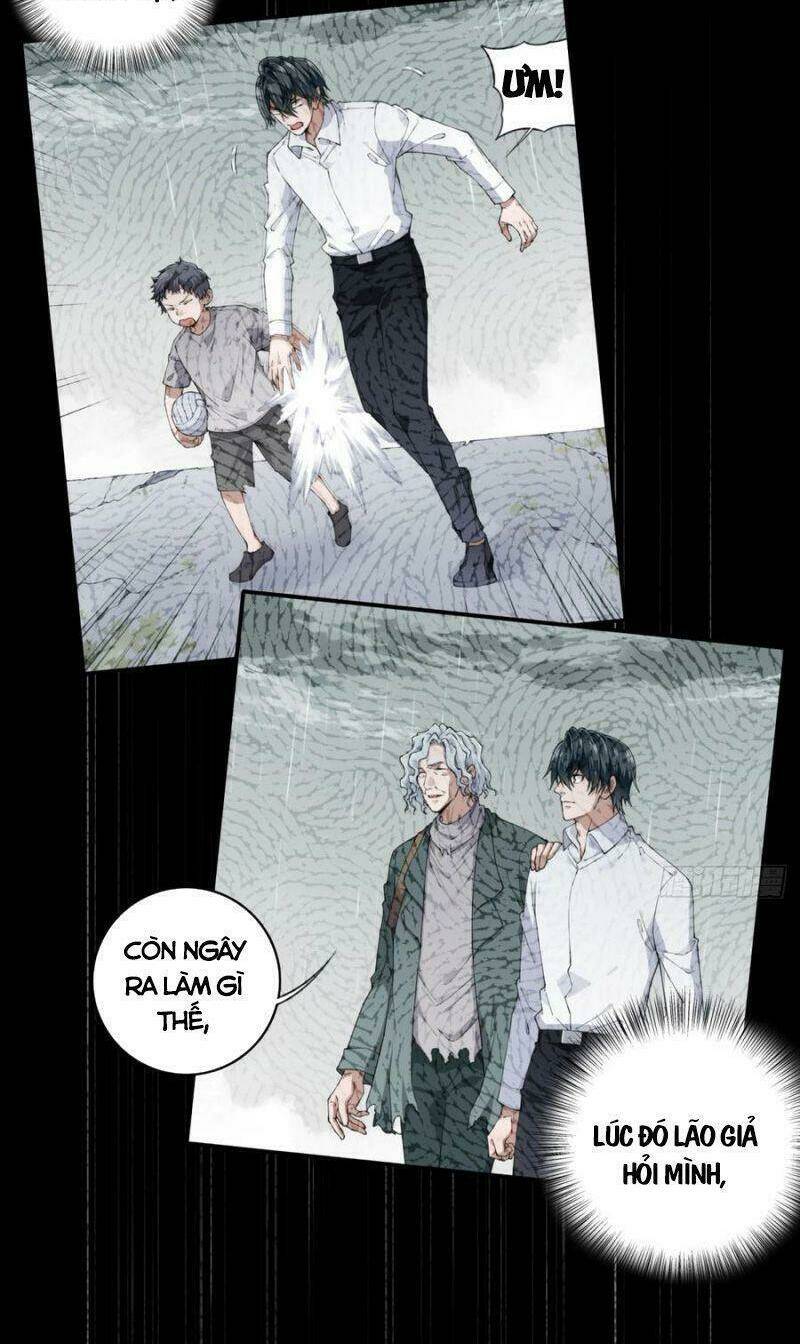 ƯM!
CÒN NGÂY
RA LÀM GÌ
THẾ,
LÚC ĐÓ LÃO GIẢ
HỎI MÌNH,